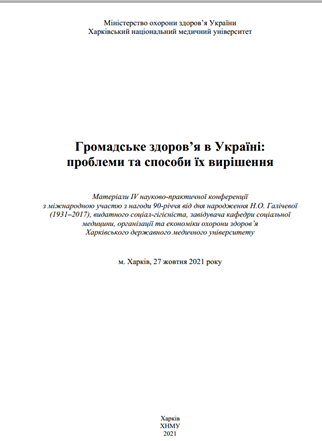 Міністерство охорони здоров'я України
Харківський національний медичний університет
Громадське здоров'я в Україні:
проблеми та способи їх вирішення
Матеріали IV науково-практичної конференції
з міжнародною участю з нагоди 90-річчя від дня народження Н.О. Галічевої
(1931–2017), видатного соціал-гігієніста, завідувача кафедри соціальної
медицини, організації та економіки охорони здоров'я
Харківського державного медичного університету
м. Харків, 27 жовтня 2021 року
Харків
ХНМУ
2021